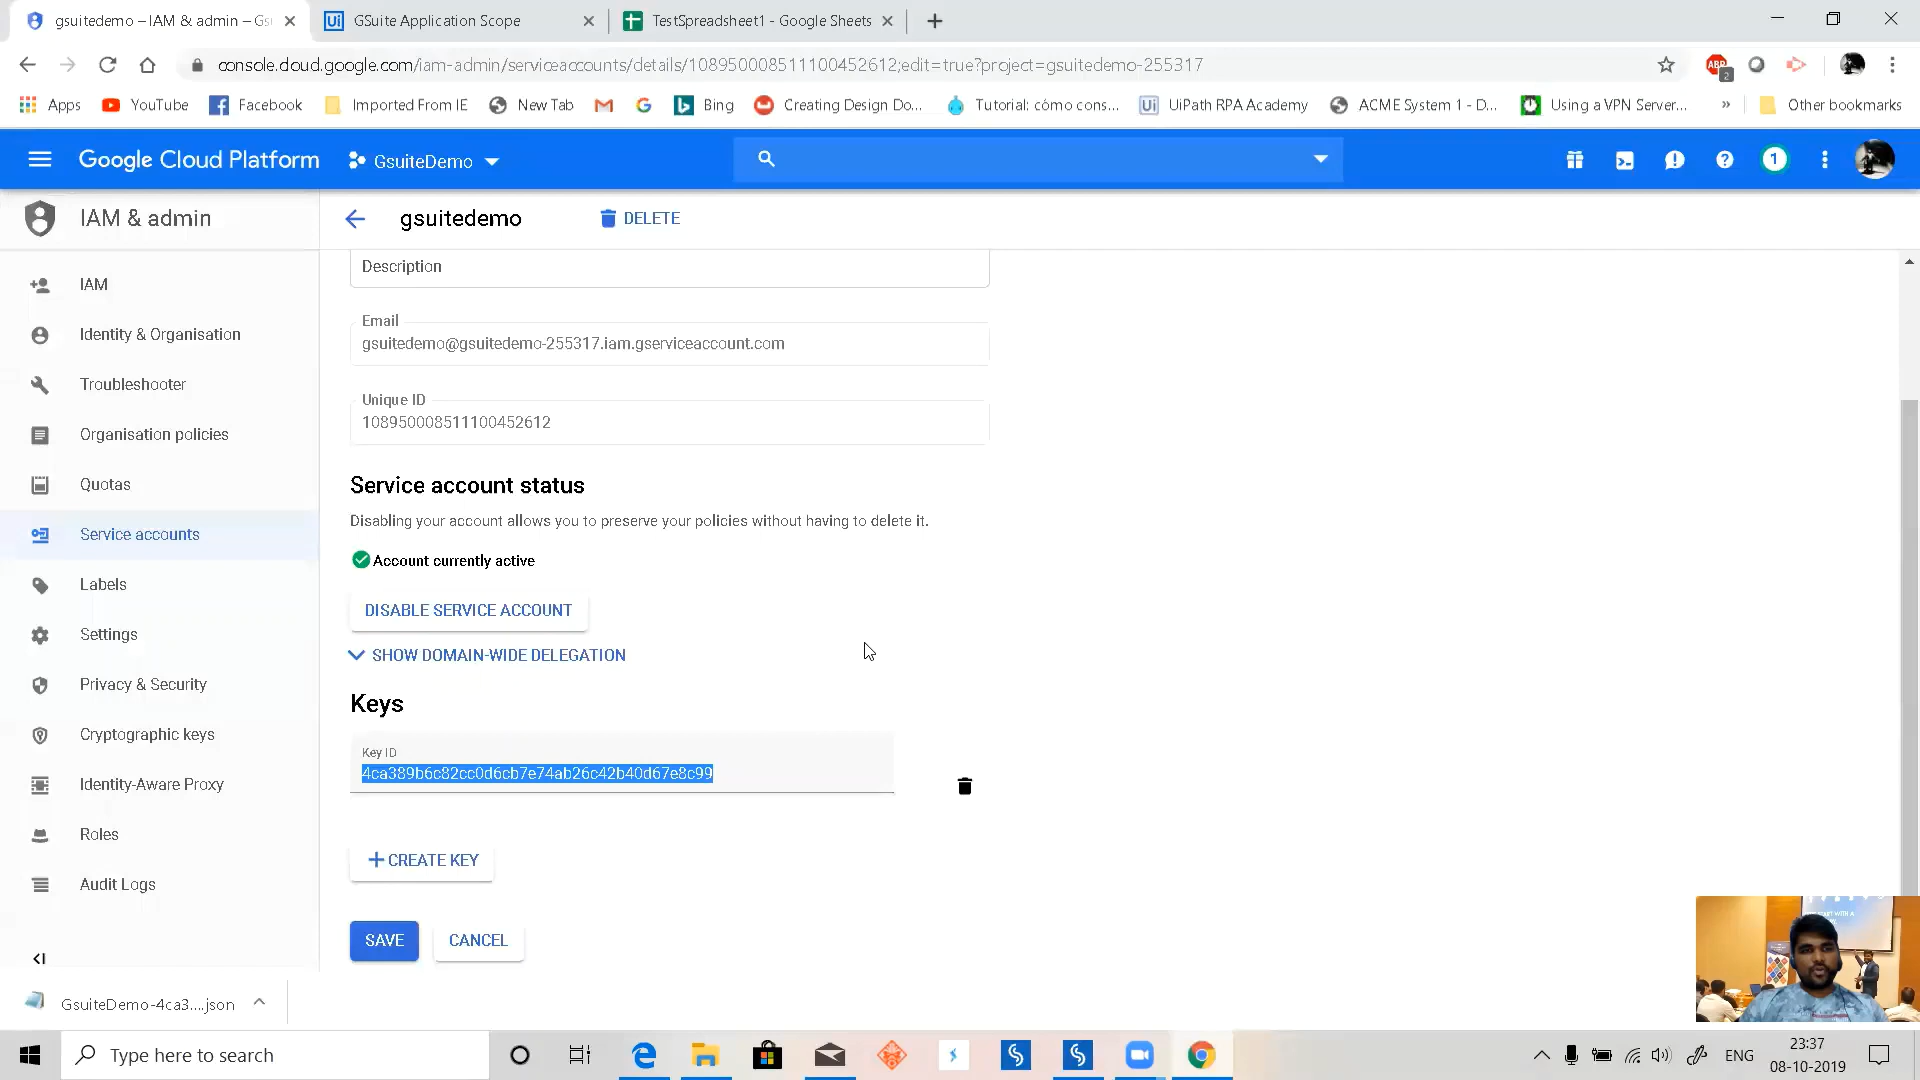 gsuitedemo – IAM & admin – GS
GSuite Application Scope
TestSpreadsheet1 - Google Sheets
console.cloud.google.com/iam-admin/serviceaccounts/details/108950008511100452612;edit=true?project=gsuitedemo-255317
ABP
2
Apps
YouTube
Facebook
Imported From IE
New Tab
Bing
Creating Design Do...
Tutorial: cómo cons...
UiPath RPA Academy
ACME System 1 - D...
Using a VPN Server...
»
Other bookmarks
Google Cloud Platform
GsuiteDemo
1
IAM & admin
gsuitedemo
DELETE
IAM
Identity & Organisation
Troubleshooter
Organisation policies
Quotas
Service accounts
Labels
Settings
Privacy & Security
Cryptographic keys
Identity-Aware Proxy
Roles
Audit Logs
Description
Email
gsuitedemo@gsuitedemo-255317.iam.gserviceaccount.com
Unique ID
108950008511100452612
Service account status
Disabling your account allows you to preserve your policies without having to delete it.
Account currently active
DISABLE SERVICE ACCOUNT
SHOW DOMAIN-WIDE DELEGATION
Keys
Key ID
4ca389b6c82cc0d6cb7e74ab26c42b40d67e8c99
+ CREATE KEY
SAVE
CANCEL
GsuiteDemo-4ca3....json
Type here to search
ENG
23:37
08-10-2019